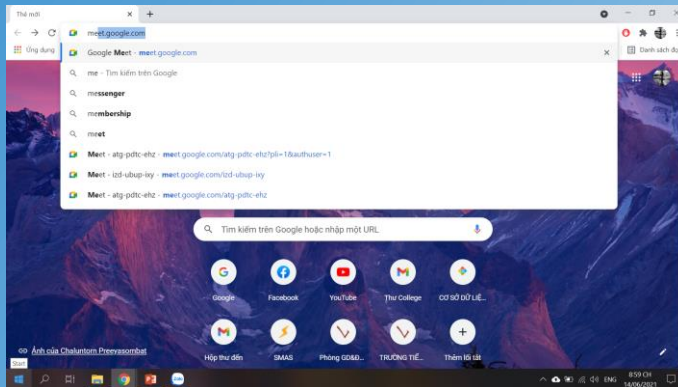 Thẻ mới
meet.google.com
Ứng dụng
Danh sách đọc
Google Meet - meet.google.com
me - Tìm kiếm trên Google
messenger
membership
meet
Meet - atg-pdtc-ehz - meet.google.com/atg-pdtc-ehz?pli=1&authuser=1
Meet - izd-ubup-ixy - meet.google.com/izd-ubup-ixy
Meet - atg-pdtc-ehz - meet.google.com/atg-pdtc-ehz
Tìm kiếm trên Google hoặc nhập một URL
Google Facebook YouTube Thu College CƠ SỞ DỮ LIỆ...
Hộp thư đến SMAS Phòng GD&Đ... TRƯỜNG TIỂ... Thêm lối tắt
Ảnh của Chaluntorn Preeyasombat
Start
ENG
8:59 CH
14/06/2021